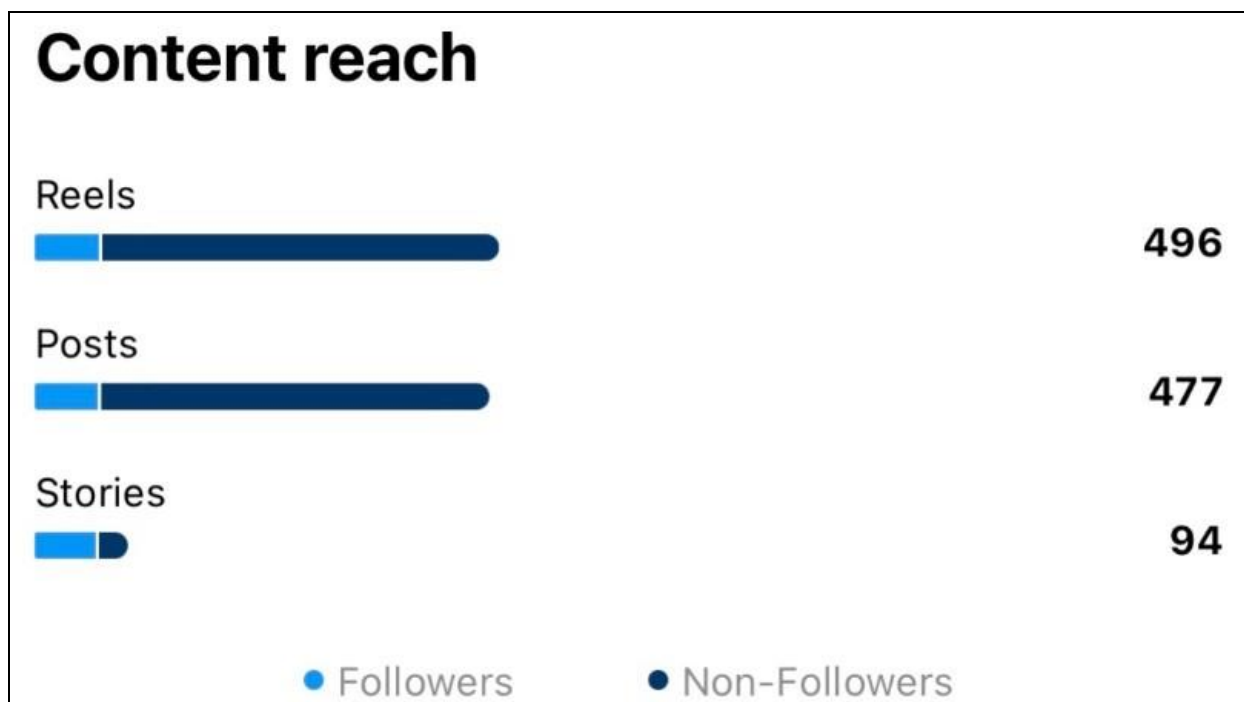 Content reach
Reels
496
Posts
477
Stories
94
Followers Non-Followers